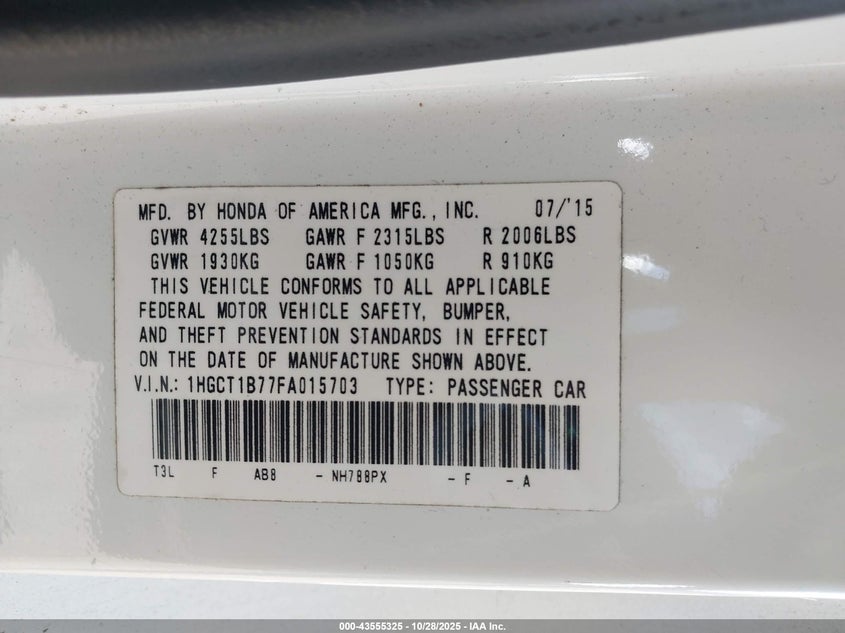 MFD. BY HONDA OF AMERICA MFG., INC. 07/'15
GVWR 4255LBS GAWR F 2315LBS R 2006LBS
GVWR 1930KG GAWR F 1050KG R 910KG
THIS VEHICLE CONFORMS TO ALL APPLICABLE
FEDERAL MOTOR VEHICLE SAFETY, BUMPER,
AND THEFT PREVENTION STANDARDS IN EFFECT
ON THE DATE OF MANUFACTURE SHOWN ABOVE.
V.I.N.: 1HGCT1B77FA015703 TYPE: PASSENGER CAR
T3L F AB8 - NH788PX - F - A
000-43555325 | 10/28/2025 - IAA Inc.